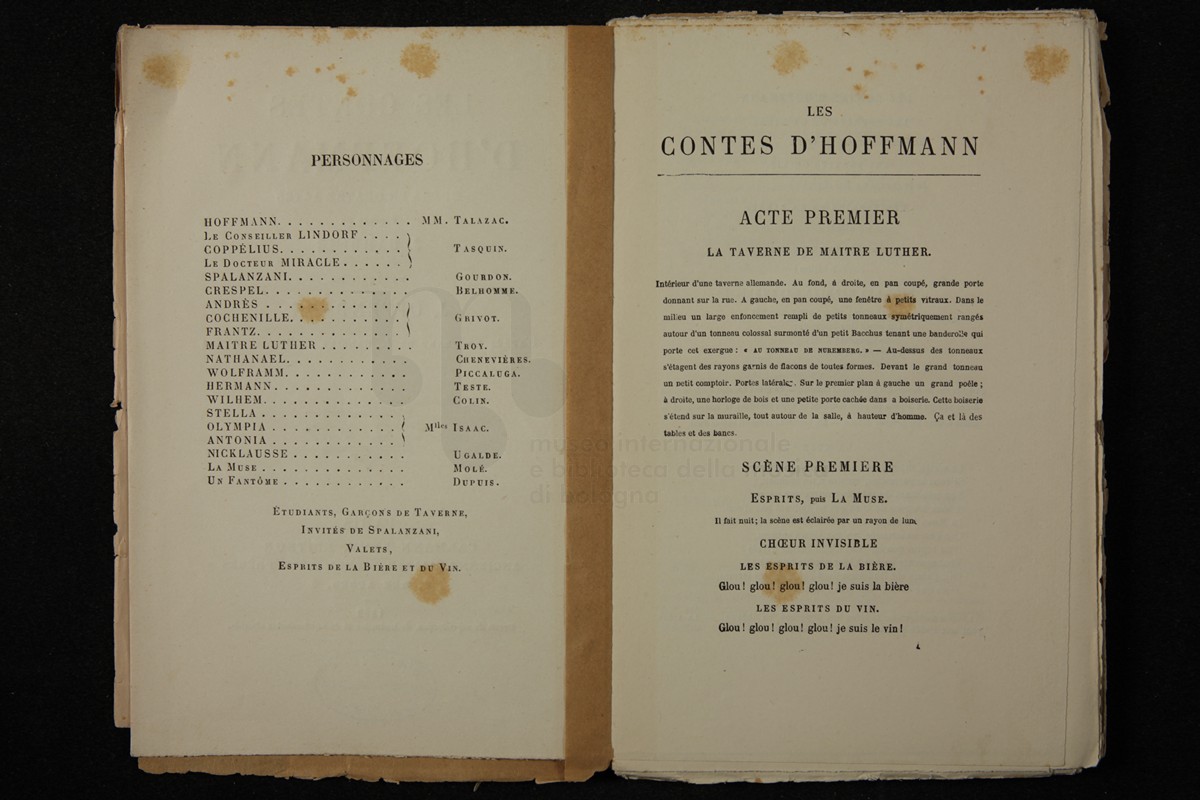 PERSONNAGES
HOFFMANN. . . . . . . . . . . . . MM. TALAZAC.
LE CONSEILLER LINDORF . . . .
COPPÉLIUS. . . . . . . . . . . . TASQUIN.
LE DOCTEUR MIRACLE . . . . . .
SPALANZANI. . . . . . . . . . . . GOURDON.
CRESPEL. . . . . . . . . . . . . . BELHOMME.
ANDRÈS . . . . . . . . . . . . . .
COCHENILLE. . . . . . . . . . . . GRIVOT.
FRANTZ. . . . . . . . . . . . . .
MAITRE LUTHER . . . . . . . . . TROY.
NATHANAEL. . . . . . . . . . . . CHENEVIÈRES.
WOLFRAMM. . . . . . . . . . . . PICCALUGA.
HERMANN. . . . . . . . . . . . . TESTE.
WILHEM. . . . . . . . . . . . . . COLIN.
STELLA . . . . . . . . . . . . . .
OLYMPIA . . . . . . . . . . . . . Mlles ISAAC.
ANTONIA . . . . . . . . . . . . .
NICKLAUSSE . . . . . . . . . . . UGALDE.
LA MUSE . . . . . . . . . . . . . MOLÉ.
UN FANTÔME . . . . . . . . . . . DUPUIS.
ETUDIANTS, GARÇONS DE TAVERNE,
INVITÉS DE SPALANZANI,
VALETS,
ESPRITS DE LA BIÈRE ET DU VIN.
LES
CONTES D'HOFFMANN
ACTE PREMIER
LA TAVERNE DE MAITRE LUTHER.
Intérieur d'une taverne allemande. Au fond, á droite, en pan coupé, grande porte
donnant sur la rue. A gauche, en pan coupé, une fenêtre á petits vitraux. Dans le
milieu un large enfoncement rempli de petits tonneaux symétriquement rangés
autour d'un tonneau colossal surmonté d'un petit Bacchus tenant une banderolle qui
porte cet exergue : « AU TONNEAU DE NUREMBERG. » — Au-dessus des tonneaux
s'étagent des rayons garnis de flacons de toutes formes. Devant le grand tonneau
un petit comptoir. Portes latérales. Sur le premier plan á gauche un grand poêle ;
à droite, une horloge de bois et une petite porte cachée dans a boiserie. Cette boiserie
s'étend sur la muraille, tout autour de la salle, á hauteur d'homme. Ça et là des
tables et des bancs.
SCÈNE PREMIERE
ESPRITS, puis LA MUSE.
Il fait nuit; la scène est éclairée par un rayon de lune.
CHŒUR INVISIBLE
LES ESPRITS DE LA BIÈRE.
Glou! glou! glou! glou! je suis la bière
LES ESPRITS DU VIN.
Glou! glou! glou! glou! je suis le vin!
museo internazionale
e biblioteca della musica
di bologna